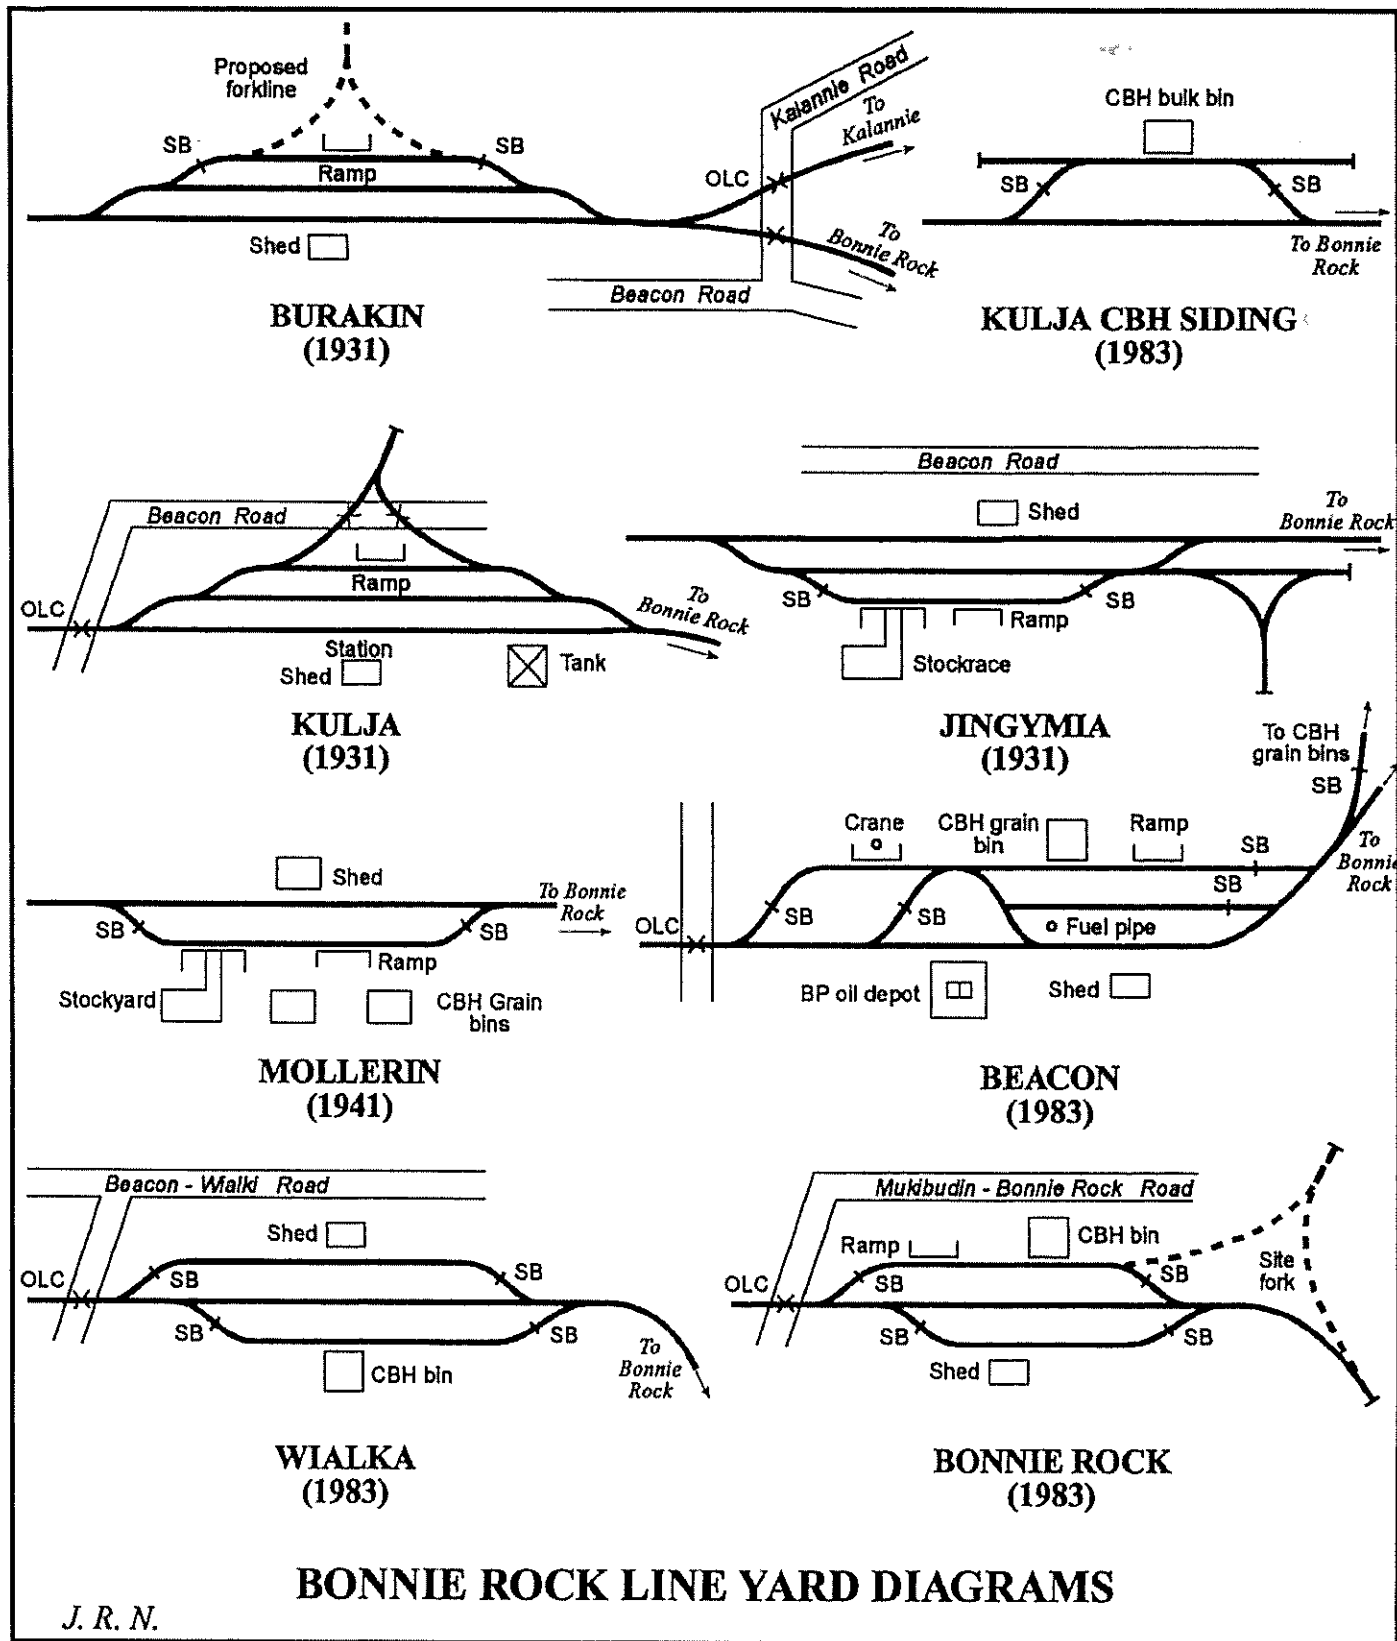 Proposed
forkline
SB
SB
Ramp
Shed
Kalannie Road
To
Kalannie
OLC
To
Bonnie
Rock
Beacon Road
BURAKIN
(1931)
CBH bulk bin
SB
SB
To Bonnie
Rock
KULJA CBH SIDING
(1983)
Beacon Road
Ramp
OLC
To
Bonnie Rock
Station
Shed
Tank
KULJA
(1931)
Beacon Road
Shed
To
Bonnie Rock
SB
SB
Ramp
Stockrace
JINGYMIA
(1931)
Shed
To Bonnie
Rock
SB
SB
Ramp
Stockyard
CBH Grain
bins
MOLLERIN
(1941)
To CBH
grain bins
SB
Crane
CBH grain
bin
Ramp
SB
To
Bonnie
Rock
SB
SB
SB
OLC
Fuel pipe
BP oil depot
Shed
BEACON
(1983)
Beacon - Wialki Road
Shed
OLC
SB
SB
SB
SB
CBH bin
To
Bonnie
Rock
WIALKA
(1983)
Mukibudin - Bonnie Rock Road
Ramp
CBH bin
OLC
SB
SB
Site
fork
SB
SB
Shed
BONNIE ROCK
(1983)
BONNIE ROCK LINE YARD DIAGRAMS
J. R. N.